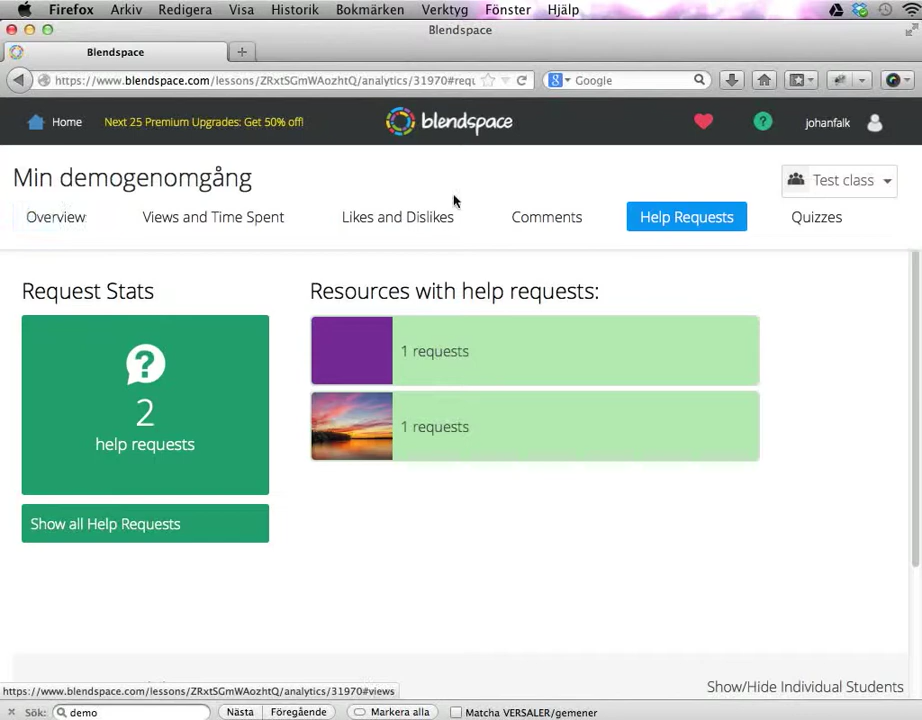 Firefox Arkiv Redigera Visa Historik Bokmärken Verktyg Fönster Hjälp
Blendspace
Blendspace
https://www.blendspace.com/lessons/ZRxtSGmWAozhtQ/analytics/31970#requ Google
Home Next 25 Premium Upgrades: Get 50% off! blendspace johanfalk
Min demogenomgång Test class
Overview Views and Time Spent Likes and Dislikes Comments Help Requests Quizzes
Request Stats Resources with help requests:
1 requests
2
help requests
1 requests
Show all Help Requests
Show/Hide Individual Students
https://www.blendspace.com/lessons/ZRxtSGmWAozhtQ/analytics/31970#views
Sök: demo Nästa Föregående Markera alla Matcha VERSALER/gemener